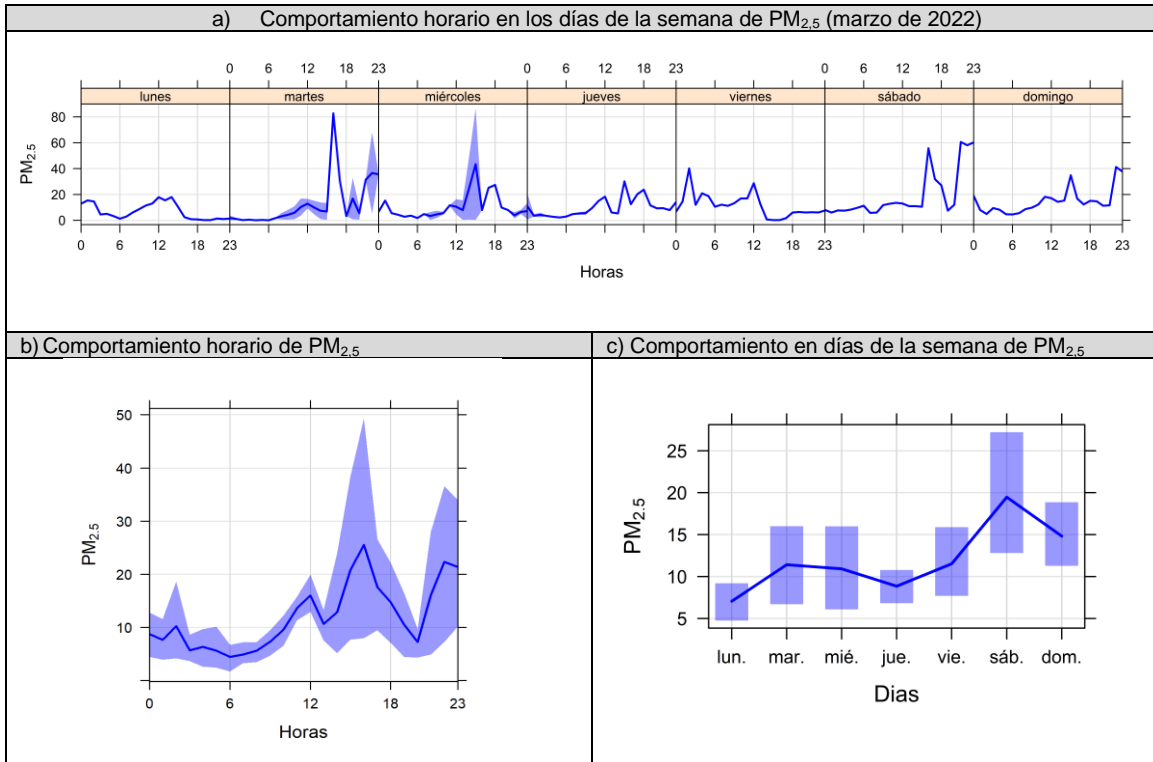 a) Comportamiento horario en los días de la semana de PM2,5 (marzo de 2022)
0 6 12 18 23 0 6 12 18 23 0 6 12 18 23
lunes martes miércoles jueves viernes sábado domingo
80
60
40
20
0
PM2.5
0 6 12 18 23 0 6 12 18 23 0 6 12 18 23 0 6 12 18 23
Horas
b) Comportamiento horario de PM2,5
50
40
30
20
10
PM2.5
0 6 12 18 23
Horas
c) Comportamiento en días de la semana de PM2,5
25
20
15
10
5
PM2.5
lun. mar. mié. jue. vie. sáb. dom.
Dias